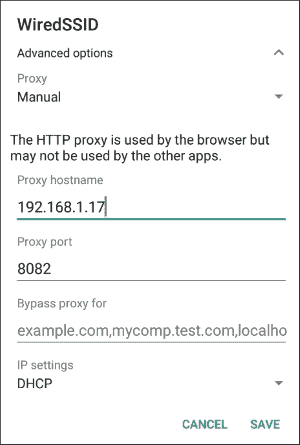 WiredSSID
Advanced options
Proxy
Manual
The HTTP proxy is used by the browser but
may not be used by the other apps.
Proxy hostname
192.168.1.17
Proxy port
8082
Bypass proxy for
example.com,mycomp.test.com,localho
IP settings
DHCP
CANCEL SAVE